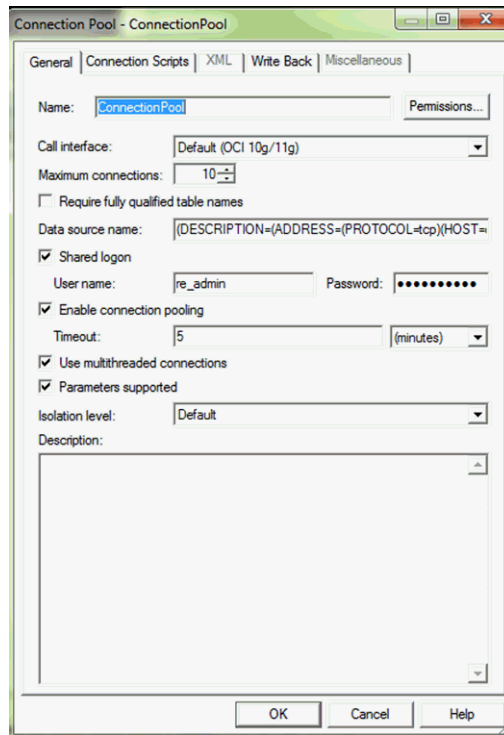 Connection Pool - ConnectionPool
General Connection Scripts XML Write Back Miscellaneous
Name: ConnectionPool Permissions...
Call interface: Default (OCI 10g/11g)
Maximum connections: 10
Require fully qualified table names
Data source name: (DESCRIPTION=(ADDRESS=(PROTOCOL=tcp)(HOST=
Shared logon
User name: re_admin Password: ••••••••••
Enable connection pooling
Timeout: 5 (minutes)
Use multithreaded connections
Parameters supported
Isolation level: Default
Description:
OK Cancel Help